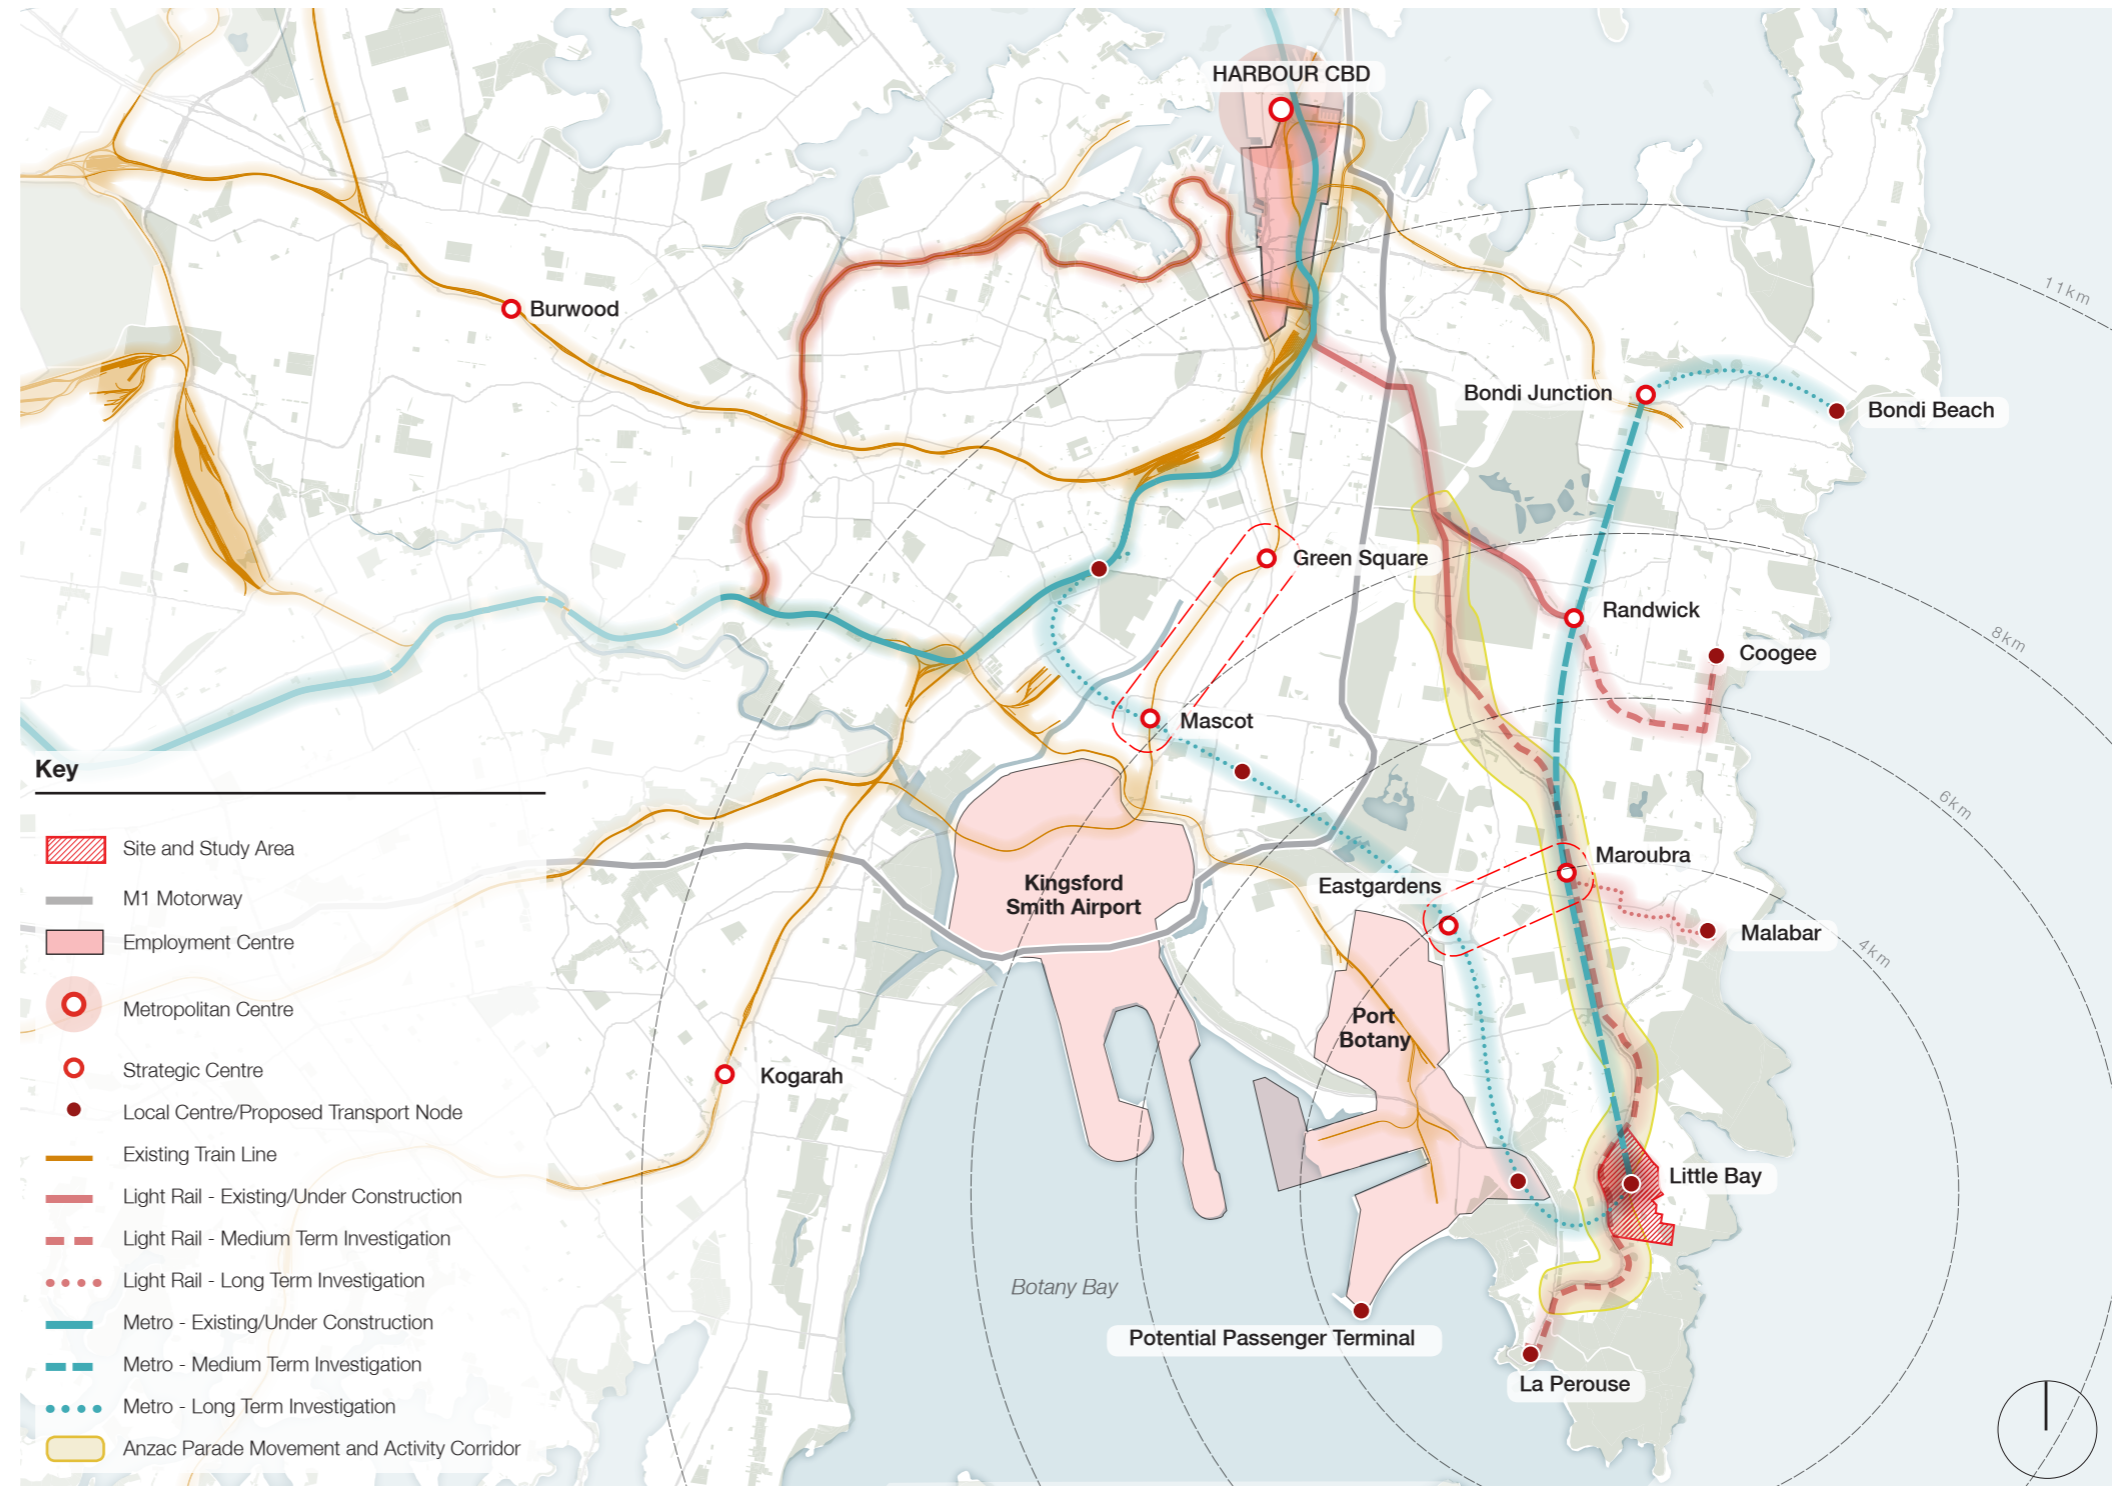 HARBOUR CBD
11km
Burwood
Bondi Junction
Bondi Beach
Green Square
Randwick
8km
Coogee
Mascot
6km
Key
Site and Study Area
M1 Motorway
Employment Centre
Metropolitan Centre
Strategic Centre
Local Centre/Proposed Transport Node
Existing Train Line
Light Rail - Existing/Under Construction
Light Rail - Medium Term Investigation
Light Rail - Long Term Investigation
Metro - Existing/Under Construction
Metro - Medium Term Investigation
Metro - Long Term Investigation
Anzac Parade Movement and Activity Corridor
Kingsford
Smith Airport
Eastgardens
Maroubra
Malabar
4km
Port
Botany
Kogarah
Little Bay
Botany Bay
Potential Passenger Terminal
La Perouse